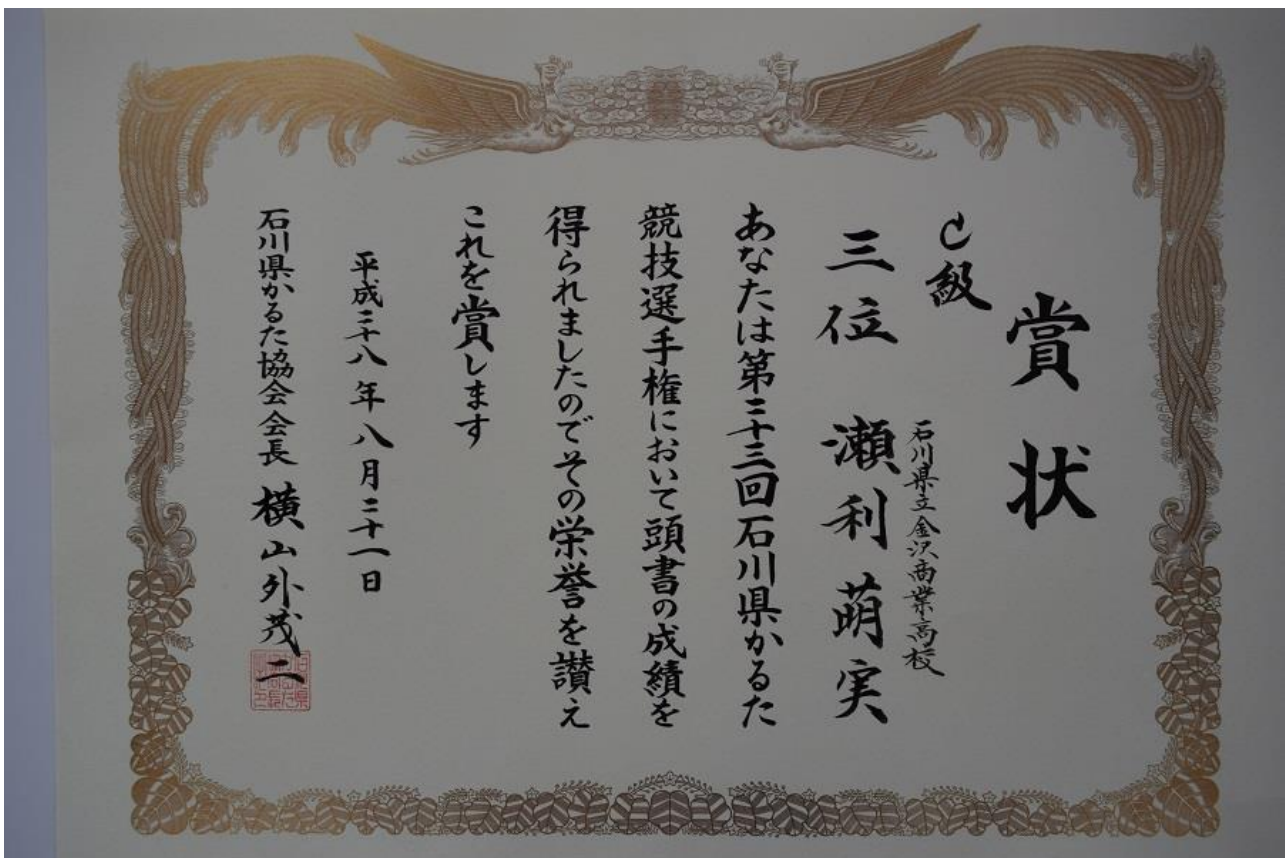 賞状
C級
石川県立金沢商業高校
三位 瀬利萌実
あなたは第三十三回石川県かるた
競技選手権において頭書の成績を
得られましたのでその栄誉を讃え
これを賞します
平成二十八年八月二十一日
石川県かるた協会会長 横山外茂二